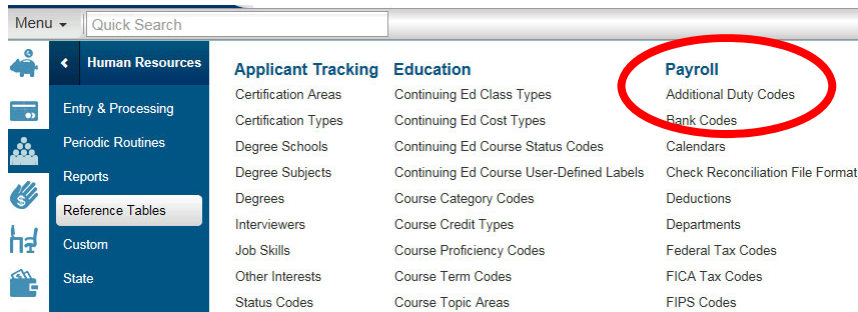 Menu
Quick Search
Human Resources
Entry & Processing
Periodic Routines
Reports
Reference Tables
Custom
State
Applicant Tracking
Certification Areas
Certification Types
Degree Schools
Degree Subjects
Degrees
Interviewers
Job Skills
Other Interests
Status Codes
Education
Continuing Ed Class Types
Continuing Ed Cost Types
Continuing Ed Course Status Codes
Continuing Ed Course User-Defined Labels
Course Category Codes
Course Credit Types
Course Proficiency Codes
Course Term Codes
Course Topic Areas
Payroll
Additional Duty Codes
Bank Codes
Calendars
Check Reconciliation File Format
Deductions
Departments
Federal Tax Codes
FICA Tax Codes
FIPS Codes